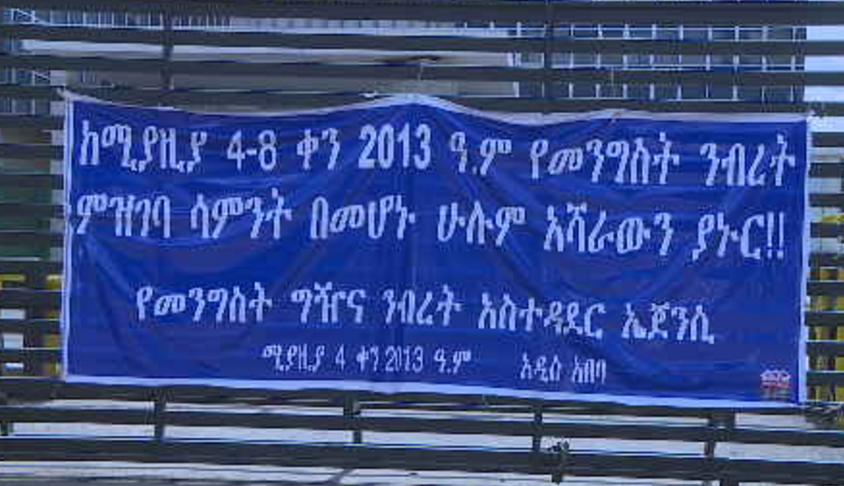 ከሚያዚያ 4-8 ቀን 2013 ዓ.ም የመንግስት ንብረት
ምዝገባ ሳምንት በመሆኑ ሁሉም አሻራውን ያኑር!!
የመንግስት ግዥና ንብረት አስተዳደር ኤጀንሲ
ሚያዚያ 4 ቀን 2013 ዓ.ም አዲስ አበባ